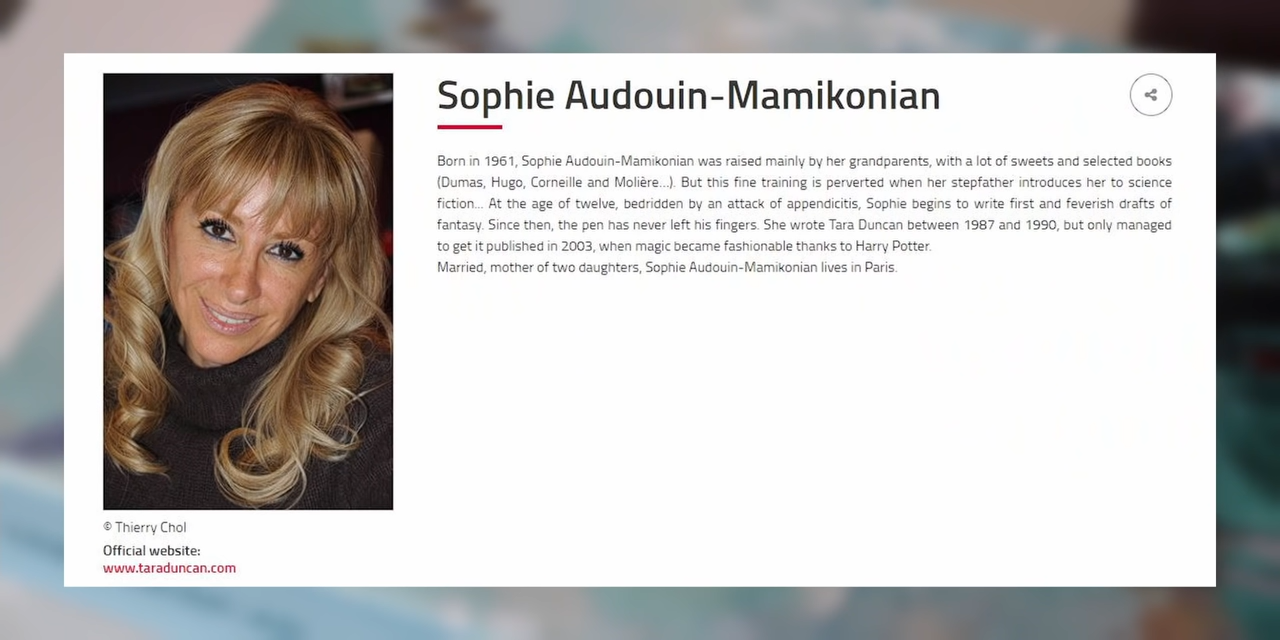 Sophie Audouin-Mamikonian
Born in 1961, Sophie Audouin-Mamikonian was raised mainly by her grandparents, with a lot of sweets and selected books
(Dumas, Hugo, Corneille and Molière...). But this fine training is perverted when her stepfather introduces her to science
fiction... At the age of twelve, bedridden by an attack of appendicitis, Sophie begins to write first and feverish drafts of
fantasy. Since then, the pen has never left his fingers. She wrote Tara Duncan between 1987 and 1990, but only managed
to get it published in 2003, when magic became fashionable thanks to Harry Potter.
Married, mother of two daughters, Sophie Audouin-Mamikonian lives in Paris.
© Thierry Chol
Official website:
www.taraduncan.com